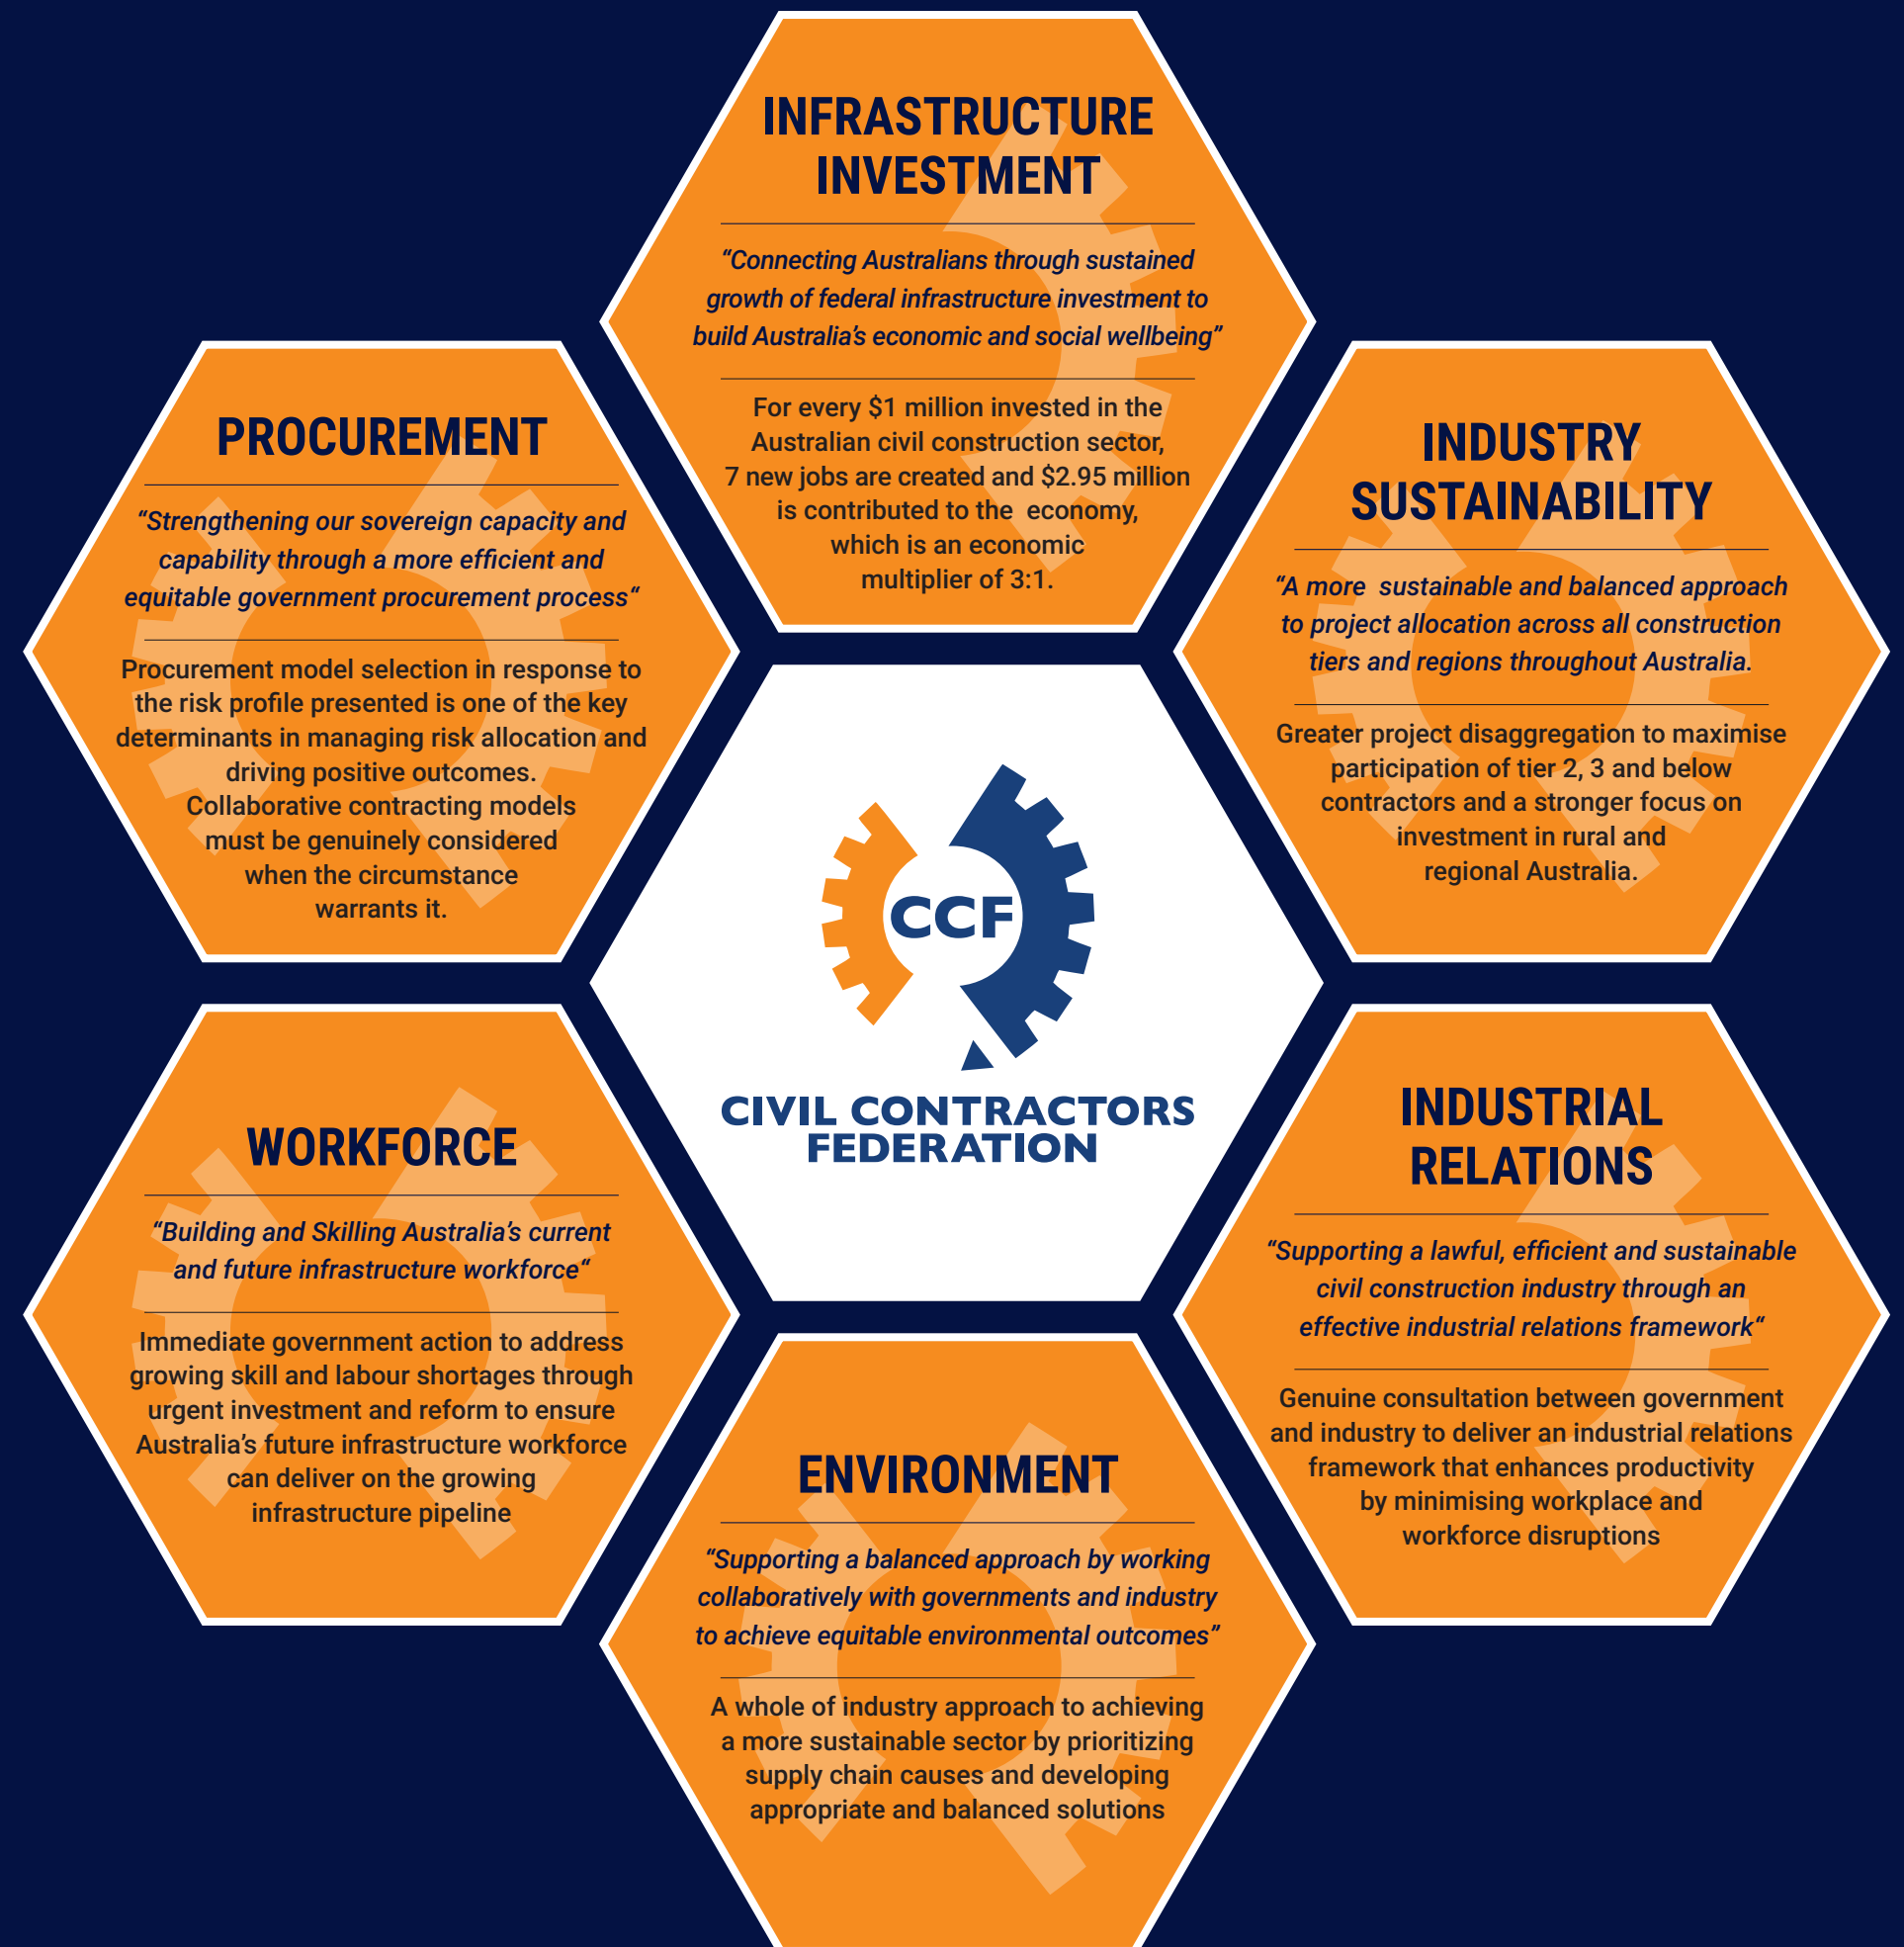 INFRASTRUCTURE
INVESTMENT
“Connecting Australians through sustained
growth of federal infrastructure investment to
build Australia’s economic and social wellbeing”
For every $1 million invested in the
Australian civil construction sector,
7 new jobs are created and $2.95 million
is contributed to the  economy,
which is an economic
multiplier of 3:1.
PROCUREMENT
“Strengthening our sovereign capacity and
capability through a more efficient and
equitable government procurement process“
Procurement model selection in response to
the risk profile presented is one of the key
determinants in managing risk allocation and
driving positive outcomes.
Collaborative contracting models
must be genuinely considered
when the circumstance
warrants it.
INDUSTRY
SUSTAINABILITY
“A more  sustainable and balanced approach
to project allocation across all construction
tiers and regions throughout Australia.
Greater project disaggregation to maximise
participation of tier 2, 3 and below
contractors and a stronger focus on
investment in rural and
regional Australia.
CCF
CIVIL CONTRACTORS
FEDERATION
WORKFORCE
“Building and Skilling Australia’s current
and future infrastructure workforce“
Immediate government action to address
growing skill and labour shortages through
urgent investment and reform to ensure
Australia’s future infrastructure workforce
can deliver on the growing
infrastructure pipeline
INDUSTRIAL
RELATIONS
“Supporting a lawful, efficient and sustainable
civil construction industry through an
effective industrial relations framework“
Genuine consultation between government
and industry to deliver an industrial relations
framework that enhances productivity
by minimising workplace and
workforce disruptions
ENVIRONMENT
“Supporting a balanced approach by working
collaboratively with governments and industry
to achieve equitable environmental outcomes”
A whole of industry approach to achieving
a more sustainable sector by prioritizing
supply chain causes and developing
appropriate and balanced solutions